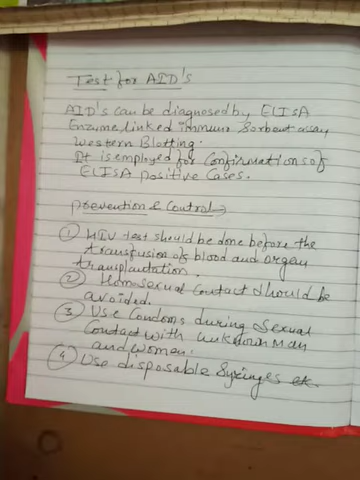 Test for AID's
AID's can be diagnosed by ELISA
Enzyme linked immun Sorbent assay
Western Blotting.
It is employed for Confirmations of
ELISA positive Cases.
prevention & Control →
① HIV test should be done before the
transfusion of blood and organ
transplantation.
② Homosexual Contact should be
avoided.
③ Use Condoms during Sexual
Contact with unknown Man
and women.
④ Use disposable Syringes etc.